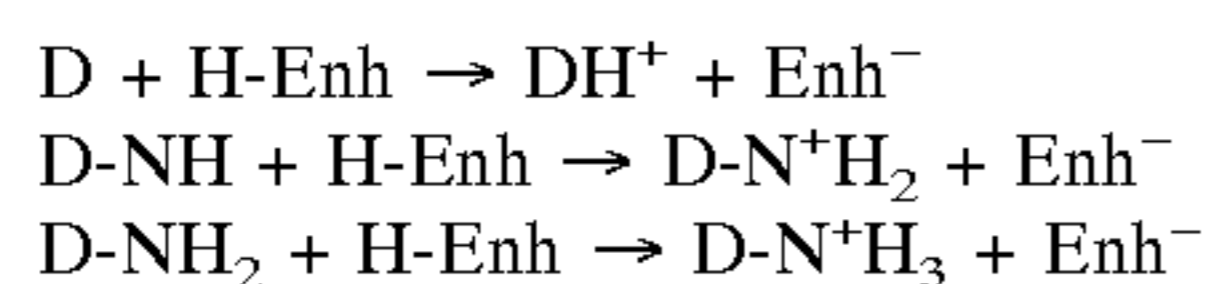 D + H-Enh → DH⁺ + Enh⁻
D-NH + H-Enh → D-N⁺H₂ + Enh⁻
D-NH₂ + H-Enh → D-N⁺H₃ + Enh⁻